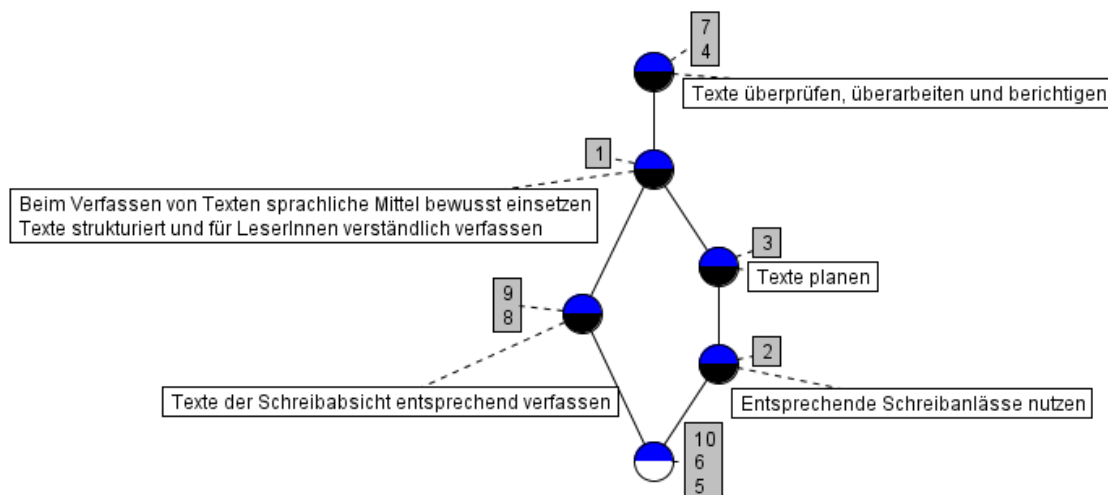 7
4
Texte überprüfen, überarbeiten und berichtigen
1
Beim Verfassen von Texten sprachliche Mittel bewusst einsetzen
Texte strukturiert und für LeserInnen verständlich verfassen
3
Texte planen
9
8
2
Texte der Schreibabsicht entsprechend verfassen
Entsprechende Schreibanlässe nutzen
10
6
5